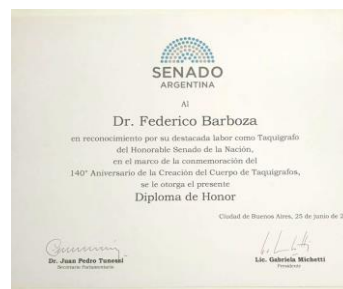 SENADO
ARGENTINA
Al
Dr. Federico Barboza
en reconocimiento por su destacada labor como Taquígrafo
del Honorable Senado de la Nación,
en el marco de la conmemoración del
140° Aniversario de la Creación del Cuerpo de Taquígrafos,
se le otorga el presente
Diploma de Honor
Ciudad de Buenos Aires, 25 de junio de 2
Dr. Juan Pedro Tunessi
Secretario Parlamentario
Lic. Gabriela Michetti
Presidente